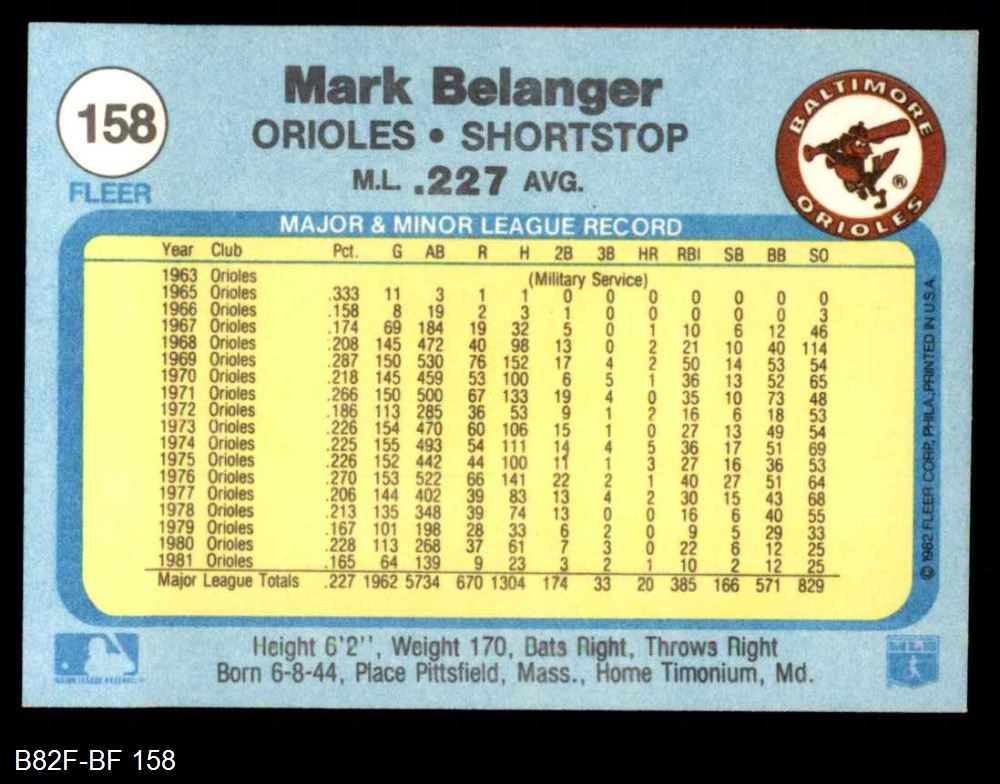 158
FLEER
Mark Belanger
ORIOLES • SHORTSTOP
M.L. .227 AVG.
BALTIMORE
ORIOLES
®
MAJOR & MINOR LEAGUE RECORD
Year Club Pct. G AB R H 2B 3B HR RBI SB BB SO
1963 Orioles (Military Service)
1965 Orioles .333 11 3 1 1 0 0 0 0 0 0 0
1966 Orioles .158 8 19 2 3 1 0 0 0 0 0 3
1967 Orioles .174 69 184 19 32 5 0 1 10 6 12 46
1968 Orioles .208 145 472 40 98 13 0 2 21 10 40 114
1969 Orioles .287 150 530 76 152 17 4 2 50 14 53 54
1970 Orioles .218 145 459 53 100 6 5 1 36 13 52 65
1971 Orioles .266 150 500 67 133 19 4 0 35 10 73 48
1972 Orioles .186 113 285 36 53 9 1 2 16 6 18 53
1973 Orioles .226 154 470 60 106 15 1 0 27 13 49 54
1974 Orioles .225 155 493 54 111 14 4 5 36 17 51 69
1975 Orioles .226 152 442 44 100 11 1 3 27 16 36 53
1976 Orioles .270 153 522 66 141 22 2 1 40 27 51 64
1977 Orioles .206 144 402 39 83 13 4 2 30 15 43 68
1978 Orioles .213 135 348 39 74 13 0 0 16 6 40 55
1979 Orioles .167 101 198 28 33 6 2 0 9 5 29 33
1980 Orioles .228 113 268 37 61 7 3 0 22 6 12 25
1981 Orioles .165 64 139 9 23 3 2 1 10 2 12 25
Major League Totals .227 1962 5734 670 1304 174 33 20 385 166 571 829
© 1982 FLEER CORP., PHILA., PRINTED IN U.S.A.
Height 6'2'', Weight 170, Bats Right, Throws Right
Born 6-8-44, Place Pittsfield, Mass., Home Timonium, Md.
B82F-BF 158